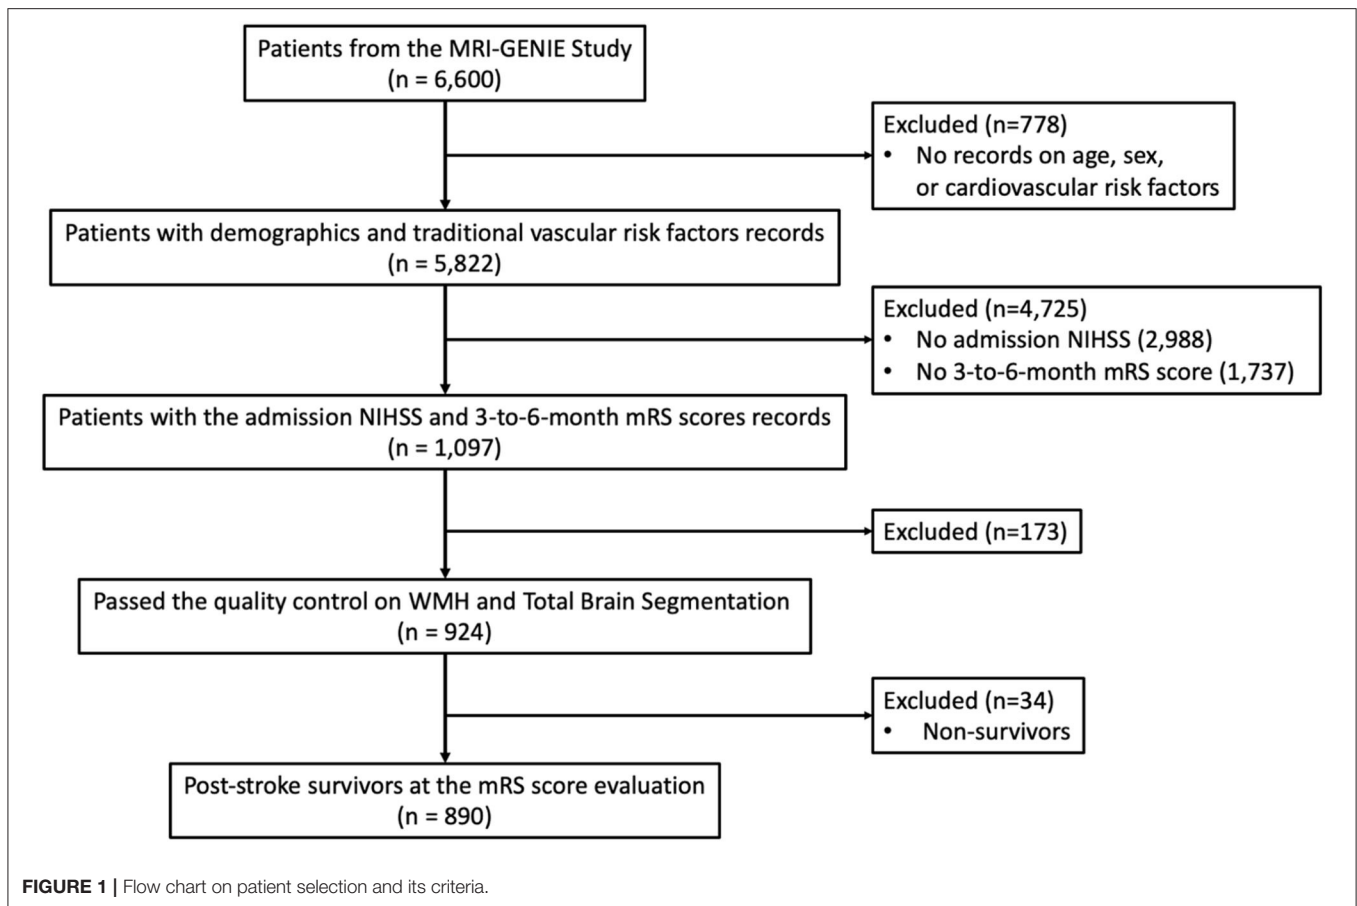 Patients from the MRI-GENIE Study
(n = 6,600)
Excluded (n=778)
• No records on age, sex,
or cardiovascular risk factors
Patients with demographics and traditional vascular risk factors records
(n = 5,822)
Excluded (n=4,725)
• No admission NIHSS (2,988)
• No 3-to-6-month mRS score (1,737)
Patients with the admission NIHSS and 3-to-6-month mRS scores records
(n = 1,097)
Excluded (n=173)
Passed the quality control on WMH and Total Brain Segmentation
(n = 924)
Excluded (n=34)
• Non-survivors
Post-stroke survivors at the mRS score evaluation
(n = 890)
FIGURE 1 | Flow chart on patient selection and its criteria.